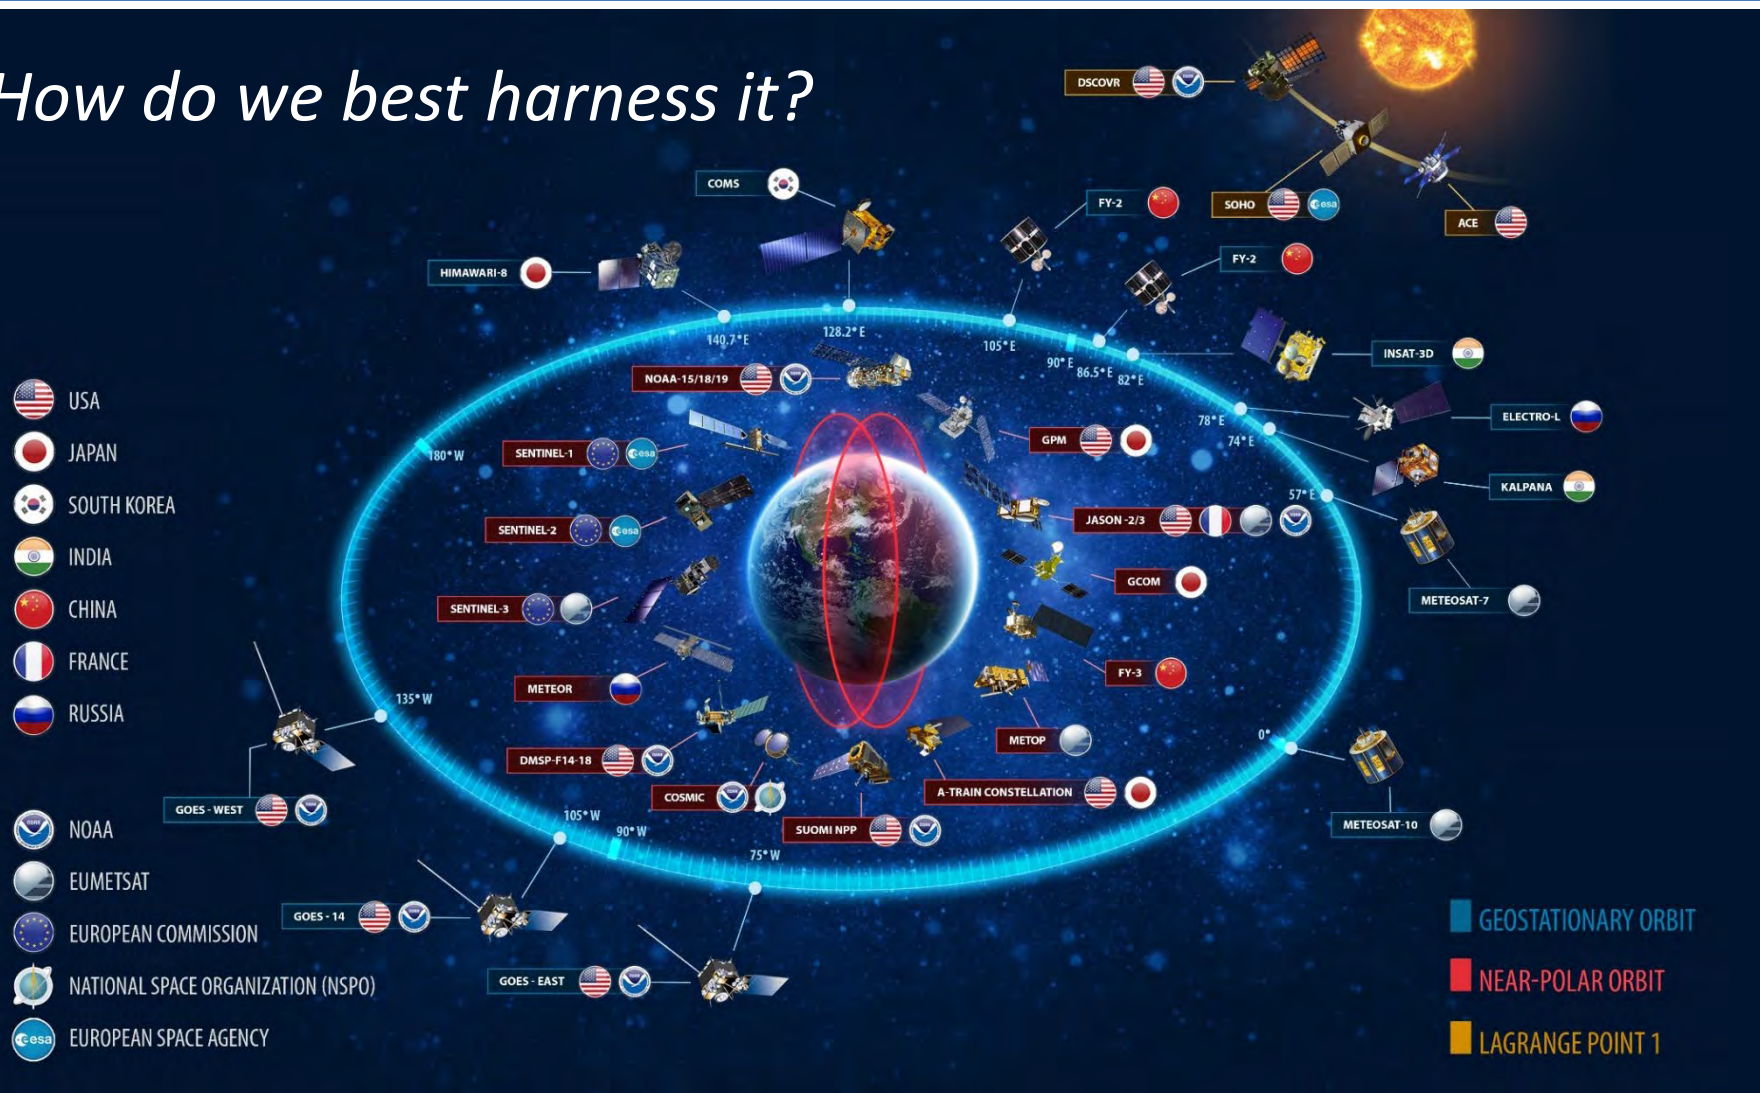 How do we best harness it?
DSCOVR
COMS
FY-2
SOHO
esa
ACE
HIMAWARI-8
FY-2
140.7°E
128.2°E
105°E
90°E
86.5°E
82°E
INSAT-3D
NOAA-15/18/19
78°E
74°E
ELECTRO-L
180°W
SENTINEL-1
esa
GPM
KALPANA
57°E
SENTINEL-2
esa
JASON -2/3
GCOM
METEOSAT-7
SENTINEL-3
METEOR
FY-3
135°W
METOP
0°
DMSP-F14-18
COSMIC
A-TRAIN CONSTELLATION
SUOMI NPP
METEOSAT-10
GOES - WEST
105°W
90°W
75°W
GOES - 14
GOES - EAST
USA
JAPAN
SOUTH KOREA
INDIA
CHINA
FRANCE
RUSSIA
NOAA
EUMETSAT
EUROPEAN COMMISSION
NATIONAL SPACE ORGANIZATION (NSPO)
esa
EUROPEAN SPACE AGENCY
GEOSTATIONARY ORBIT
NEAR-POLAR ORBIT
LAGRANGE POINT 1